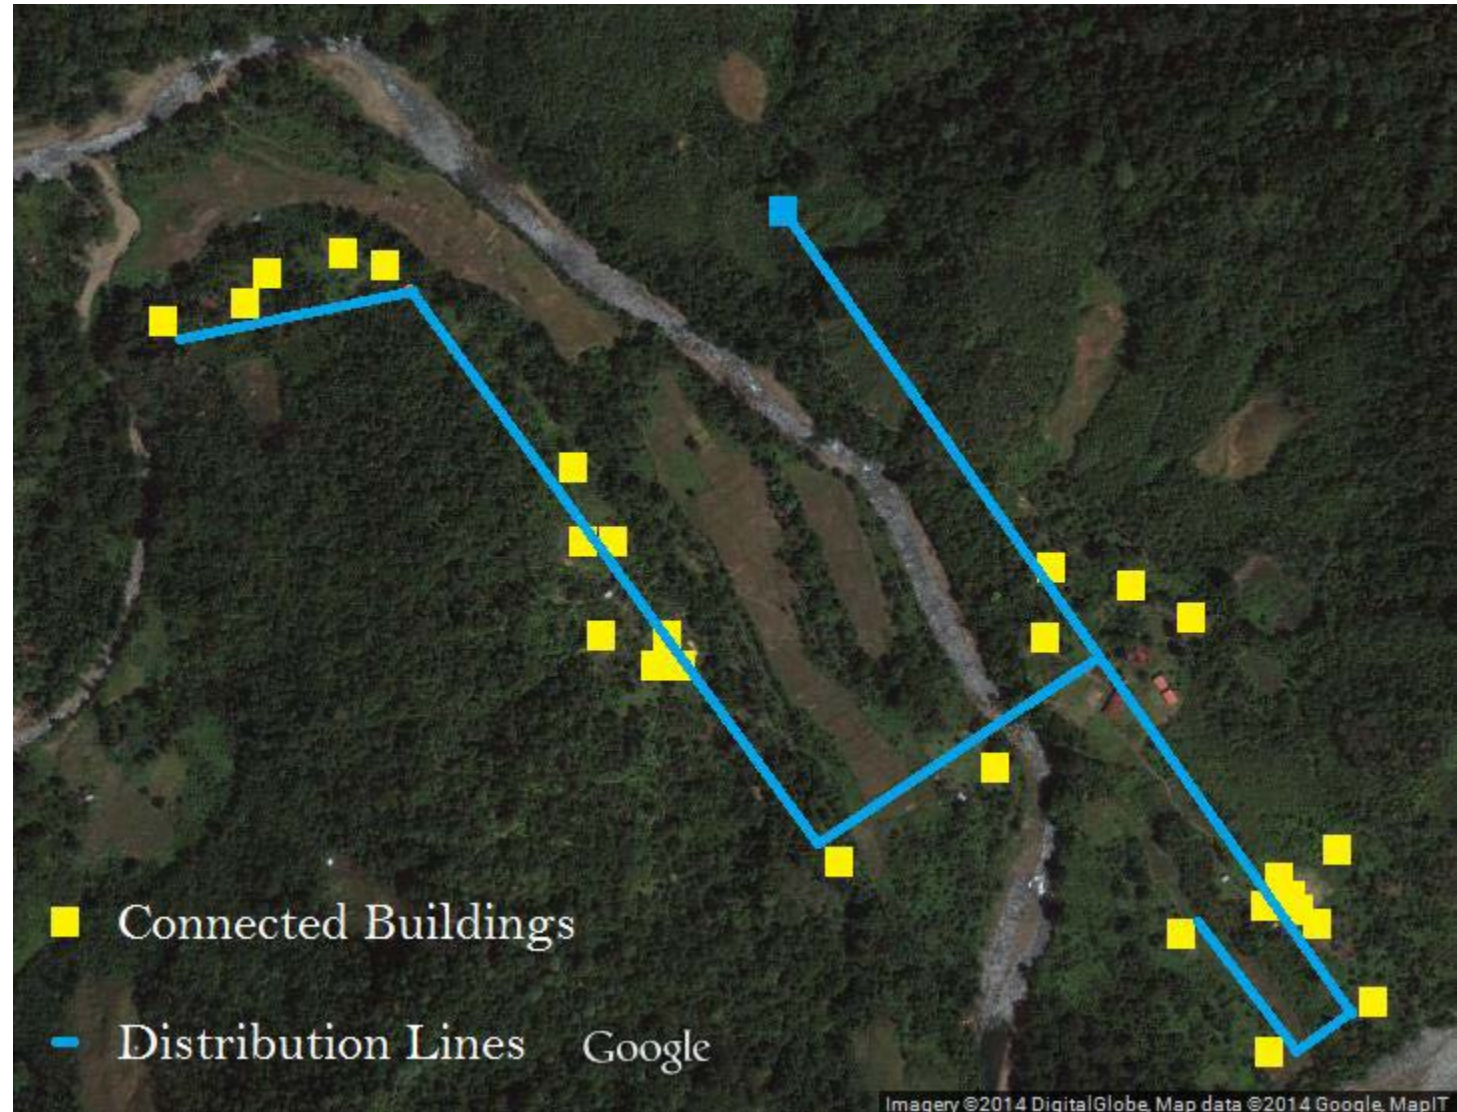 Connected Buildings
Distribution Lines
Google
Imagery ©2014 DigitalGlobe, Map data ©2014 Google, MapIT